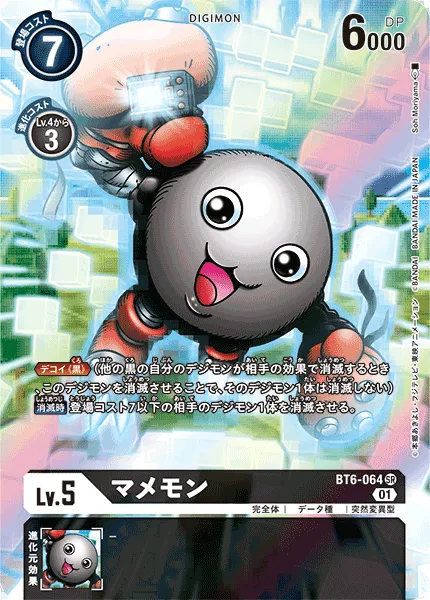 DIGIMON
登場コスト
7
DP
6000
進化コスト
Lv.4から
3
Soh Moriyama
©BANDAI BANDAI MADE IN JAPAN
©本郷あきよし・フジテレビ・東映アニメーション
デコイ(黒)(他の黒の自分のデジモンが相手の効果で消滅するとき
、このデジモンを消滅させることで、そのデジモン1体は消滅しない)
消滅時 登場コスト7以下の相手のデジモン1体を消滅させる。
BT6-064 SR
Lv.5
マメモン
01
完全体 | データ種 | 突然変異型
進化元効果
-